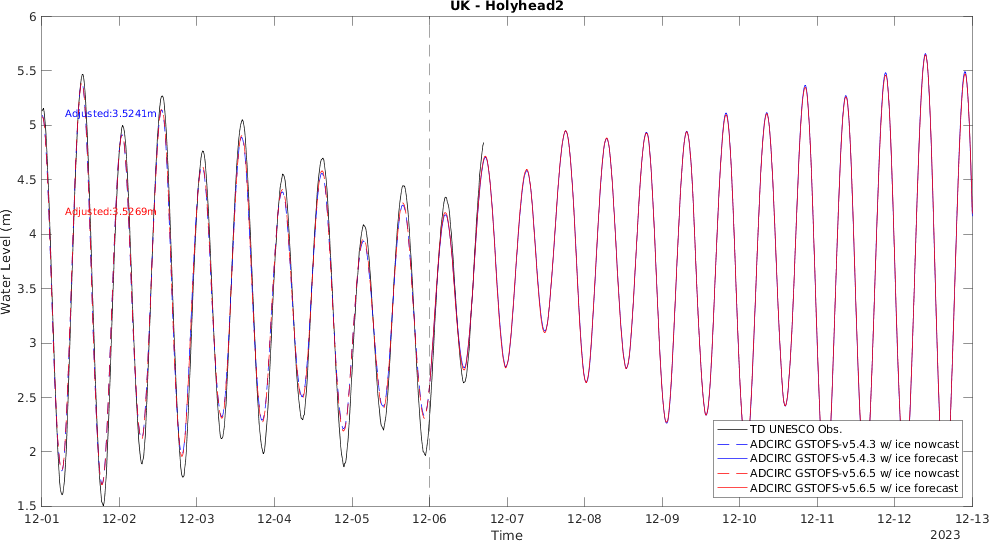 UK - Holyhead2
6
5.5
5
4.5
4
3.5
3
2.5
2
1.5
Water Level (m)
Adjusted:3.5241m
Adjusted:3.5269m
TD UNESCO Obs.
ADCIRC GSTOFS-v5.4.3 w/ ice nowcast
ADCIRC GSTOFS-v5.4.3 w/ ice forecast
ADCIRC GSTOFS-v5.6.5 w/ ice nowcast
ADCIRC GSTOFS-v5.6.5 w/ ice forecast
12-01 12-02 12-03 12-04 12-05 12-06 12-07 12-08 12-09 12-10 12-11 12-12 12-13
Time
2023